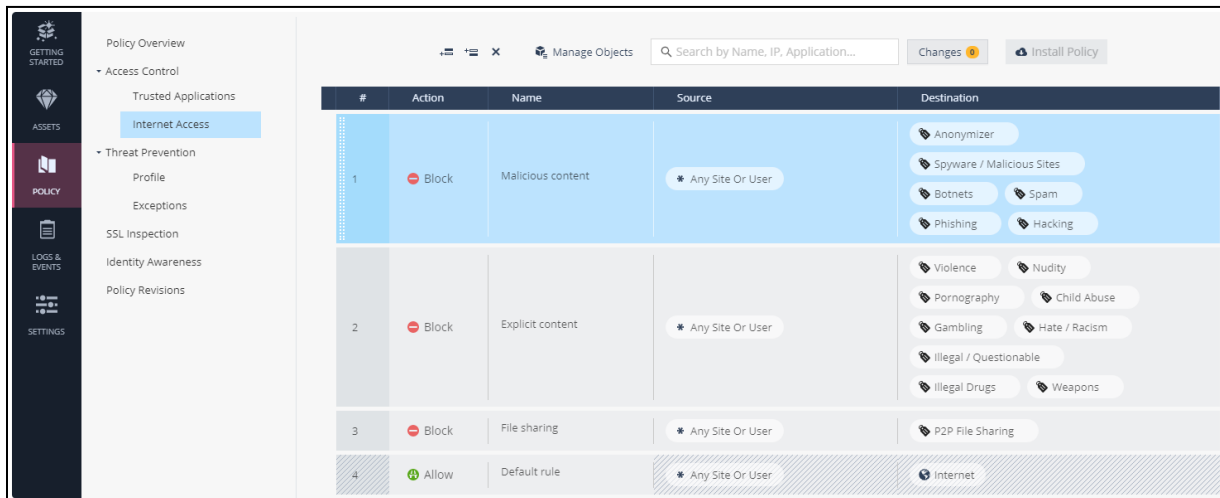 GETTING
STARTED
ASSETS
POLICY
LOGS &
EVENTS
SETTINGS
Policy Overview
Access Control
Trusted Applications
Internet Access
Threat Prevention
Profile
Exceptions
SSL Inspection
Identity Awareness
Policy Revisions
Manage Objects Search by Name, IP, Application... Changes 0 Install Policy
# Action Name Source Destination
1 Block Malicious content * Any Site Or User
Anonymizer
Spyware / Malicious Sites
Botnets Spam
Phishing Hacking
2 Block Explicit content * Any Site Or User
Violence Nudity
Pornography Child Abuse
Gambling Hate / Racism
Illegal / Questionable
Illegal Drugs Weapons
3 Block File sharing * Any Site Or User P2P File Sharing
4 Allow Default rule * Any Site Or User Internet